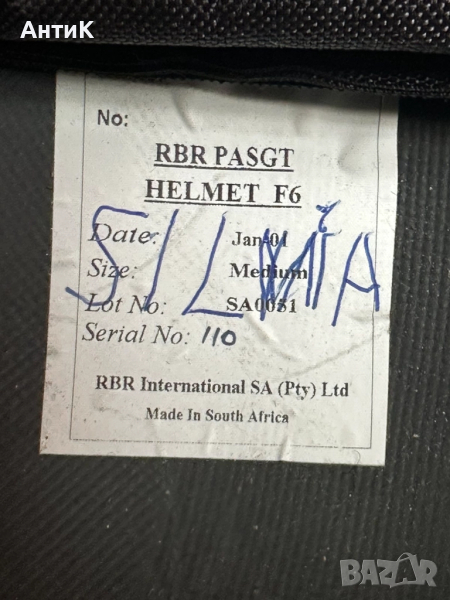 АнтиК
No:
RBR PASGT
HELMET F6
Date: Jan-01
Size: Medium
Lot No: SA0031
Serial No: 110
RBR International SA (Pty) Ltd
Made In South Africa
BAZAR